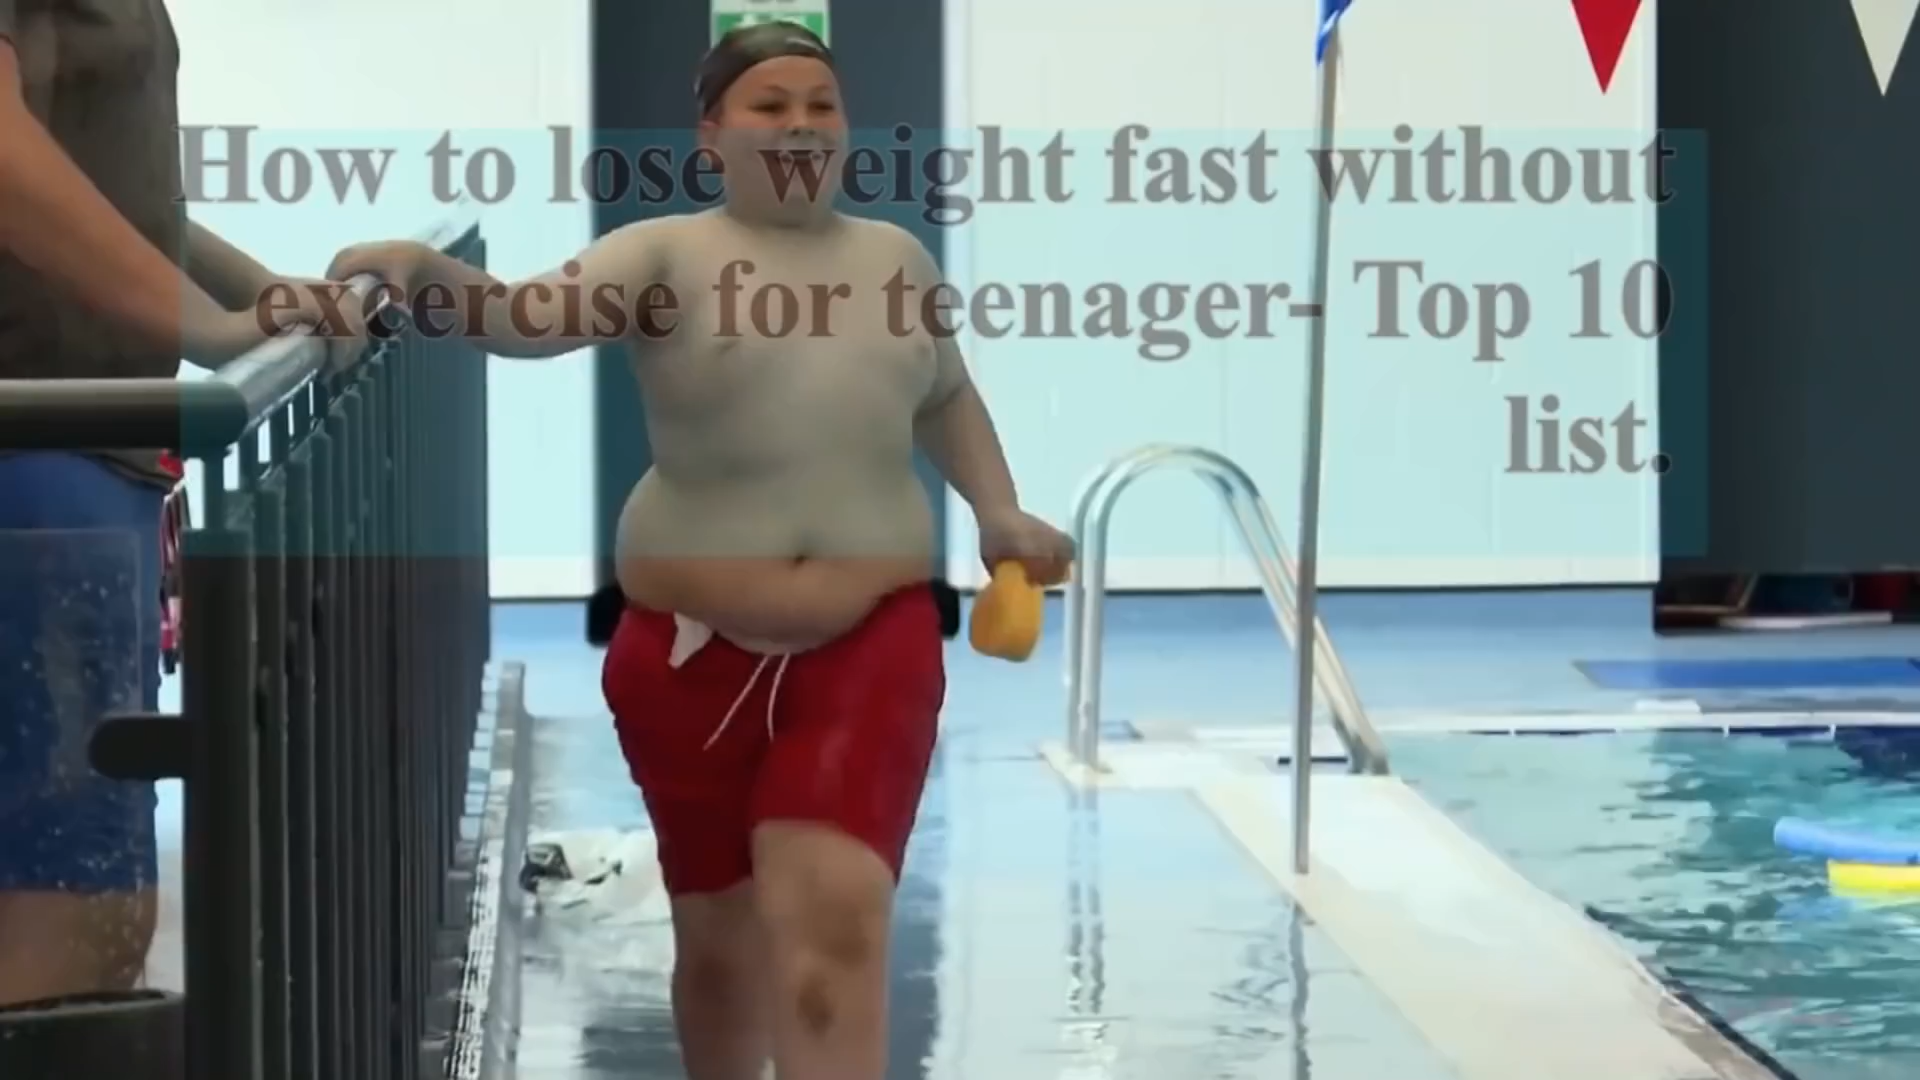 How to lose weight fast without
excercise for teenager- Top 10
list.